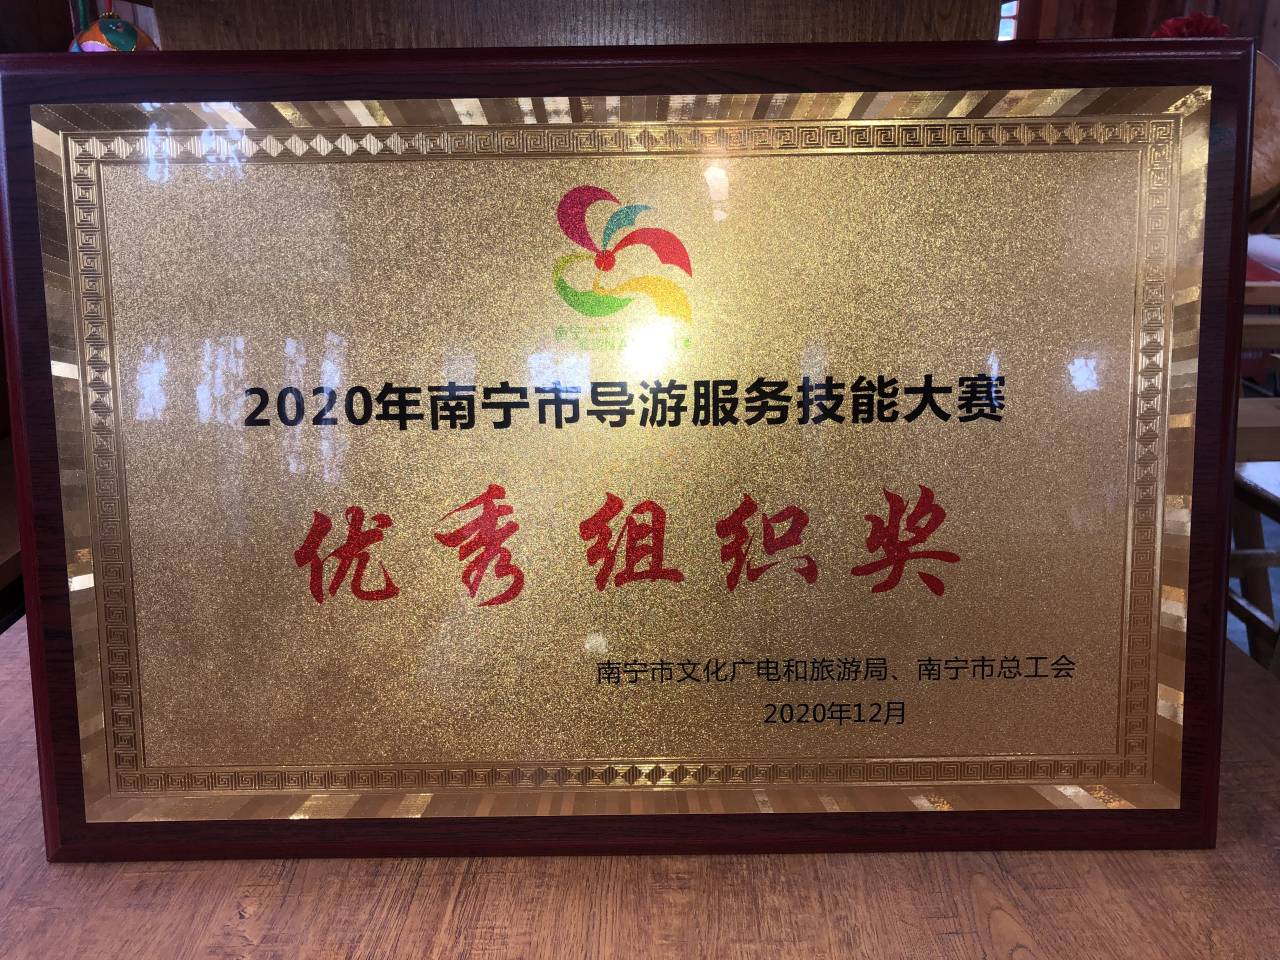 2020年南宁市导游服务技能大赛
优秀组织奖
南宁市文化广电和旅游局、南宁市总工会
2020年12月